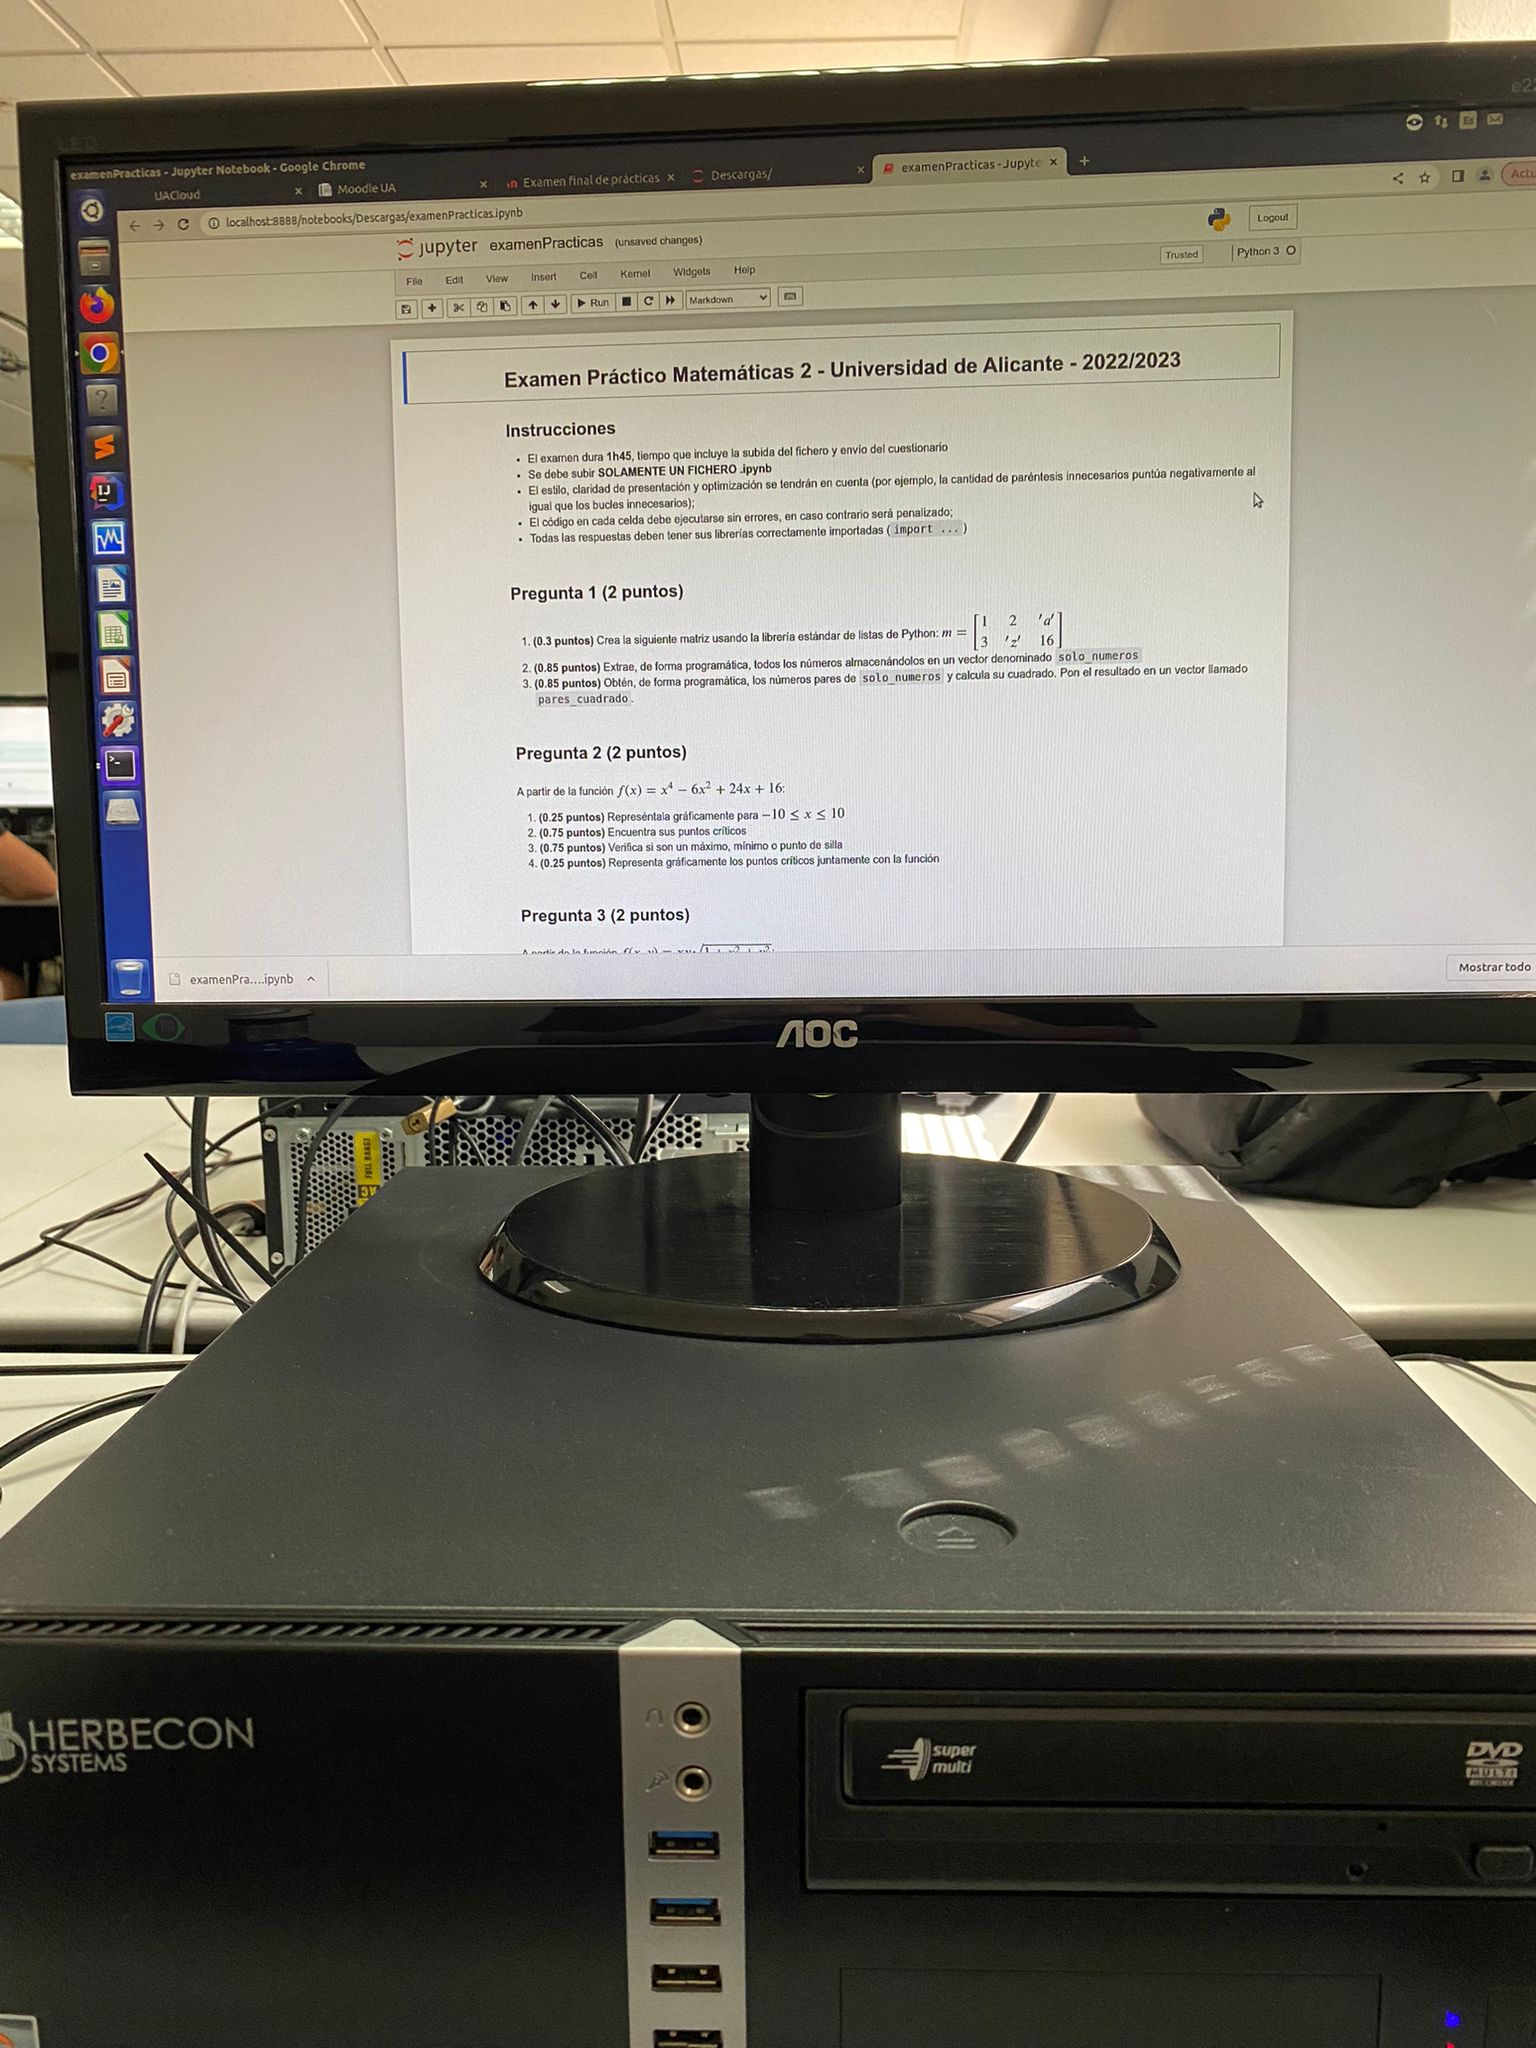 examenPracticas - Jupyter Notebook - Google Chrome
UACloud
Moodle UA
Examen final de prácticas
Descargas/
examenPracticas - Jupyte
localhost:8888/notebooks/Descargas/examenPracticas.ipynb
Actu
jupyter examenPracticas (unsaved changes)
Logout
File Edit View Insert Cell Kernel Widgets Help
Trusted
Python 3
Run
Markdown
Examen Práctico Matemáticas 2 - Universidad de Alicante - 2022/2023
Instrucciones
• El examen dura 1h45, tiempo que incluye la subida del fichero y envío del cuestionario
• Se debe subir SOLAMENTE UN FICHERO .ipynb
• El estilo, claridad de presentación y optimización se tendrán en cuenta (por ejemplo, la cantidad de paréntesis innecesarios puntúa negativamente al
igual que los bucles innecesarios);
• El código en cada celda debe ejecutarse sin errores, en caso contrario será penalizado;
• Todas las respuestas deben tener sus librerías correctamente importadas ( import ... )
Pregunta 1 (2 puntos)
1. (0.3 puntos) Crea la siguiente matriz usando la librería estándar de listas de Python: m = [1 2 'a'
3 'z' 16]
2. (0.85 puntos) Extrae, de forma programática, todos los números almacenándolos en un vector denominado solo_numeros
3. (0.85 puntos) Obtén, de forma programática, los números pares de solo_numeros y calcula su cuadrado. Pon el resultado en un vector llamado
pares_cuadrado .
Pregunta 2 (2 puntos)
A partir de la función f(x) = x⁴ − 6x² + 24x + 16:
1. (0.25 puntos) Represéntala gráficamente para −10 ≤ x ≤ 10
2. (0.75 puntos) Encuentra sus puntos críticos
3. (0.75 puntos) Verifica si son un máximo, mínimo o punto de silla
4. (0.25 puntos) Representa gráficamente los puntos críticos juntamente con la función
Pregunta 3 (2 puntos)
A partir de la función f(x, y) = xy
examenPra....ipynb
Mostrar todo
AOC
FULL RANGE
AC
HERBECON
SYSTEMS
super
multi
DVD
MULTI